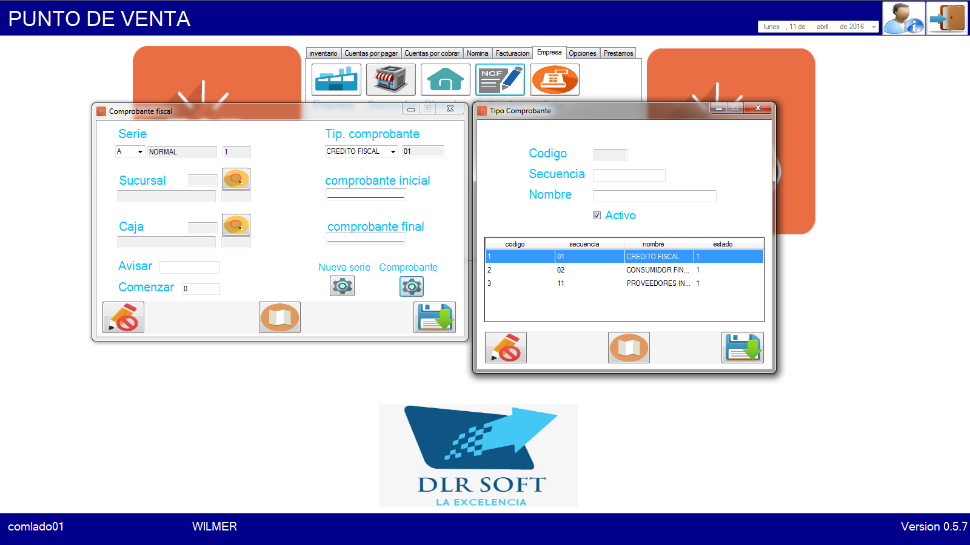 PUNTO DE VENTA
lunes , 11 de abril de 2016
Inventario Cuentas por pagar Cuentas por cobrar Nomina Facturacion Empresa Opciones Prestamos
NCF
Comprobante fiscal
Serie
A NORMAL 1
Tip. comprobante
CREDITO FISCAL 01
Sucursal
comprobante inicial
Caja
comprobante final
Avisar
Comenzar 0
Nueva serie Comprobante
Tipo Comprobante
Codigo
Secuencia
Nombre
Activo
codigo secuencia nombre estado
1 01 CREDITO FISCAL 1
2 02 CONSUMIDOR FIN... 1
3 11 PROVEEDORES IN... 1
DLR SOFT
LA EXCELENCIA
comlado01 WILMER Version 0.5.7